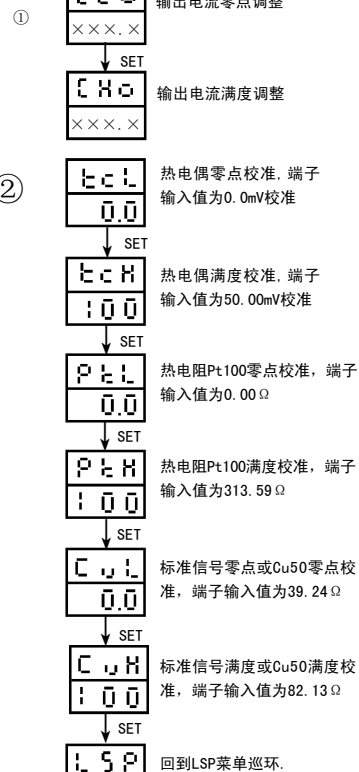 输出电流零点调整
①
×××.×
SET
CHo
输出电流满度调整
×××.×
②
tcL
热电偶零点校准, 端子
输入值为0.0mV校准
0.0
SET
tcH
热电偶满度校准, 端子
输入值为50.00mV校准
100
SET
PtL
热电阻Pt100零点校准，端子
输入值为0.00Ω
0.0
SET
PtH
热电阻Pt100满度校准，端子
输入值为313.59Ω
100
SET
CuL
标准信号零点或Cu50零点校
准，端子输入值为39.24Ω
0.0
SET
CuH
标准信号满度或Cu50满度校
准，端子输入值为82.13Ω
100
SET
LSP
回到LSP菜单巡环.